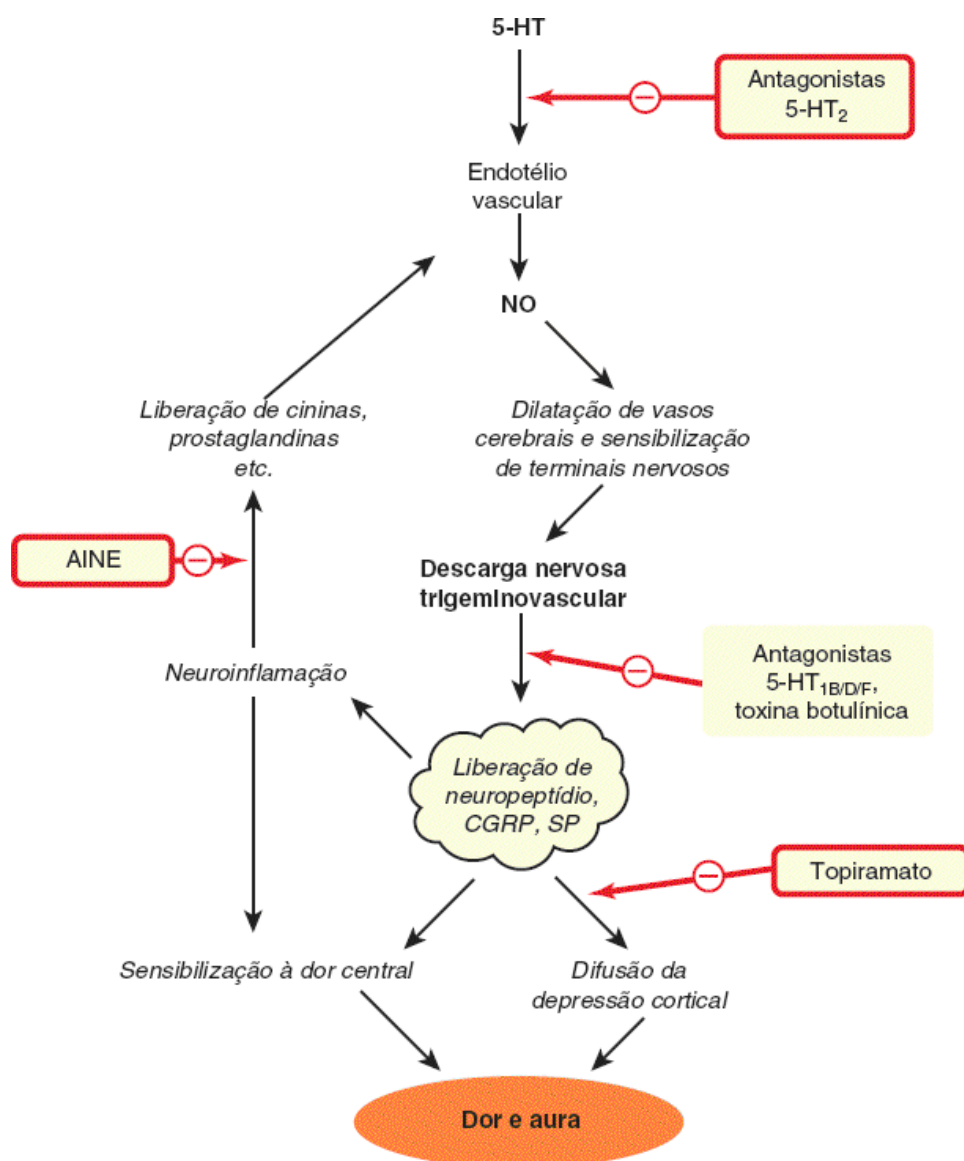 5-HT
Antagonistas
5-HT₂
Endotélio
vascular
NO
Liberação de cininas,
prostaglandinas
etc.
Dilatação de vasos
cerebrais e sensibilização
de terminais nervosos
AINE
Descarga nervosa
trigeminovascular
Neuroinflamação
Antagonistas
5-HT₁B/D/F,
toxina botulínica
Liberação de
neuropeptídio,
CGRP, SP
Topiramato
Sensibilização à dor central
Difusão da
depressão cortical
Dor e aura